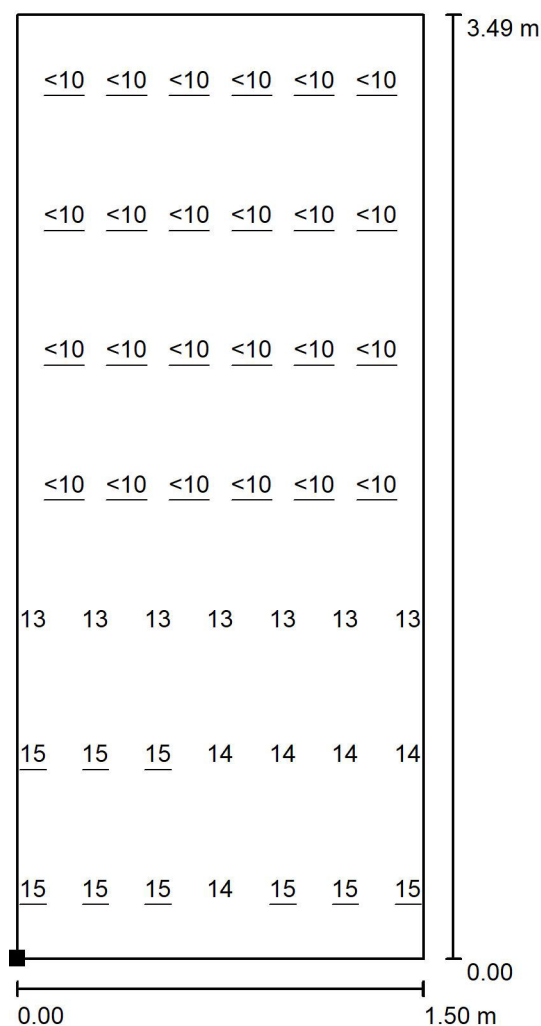 3.49 m
<10 <10 <10 <10 <10 <10
<10 <10 <10 <10 <10 <10
<10 <10 <10 <10 <10 <10
<10 <10 <10 <10 <10 <10
13 13 13 13 13 13 13
15 15 15 14 14 14 14
15 15 15 14 15 15 15
0.00
0.00 1.50 m